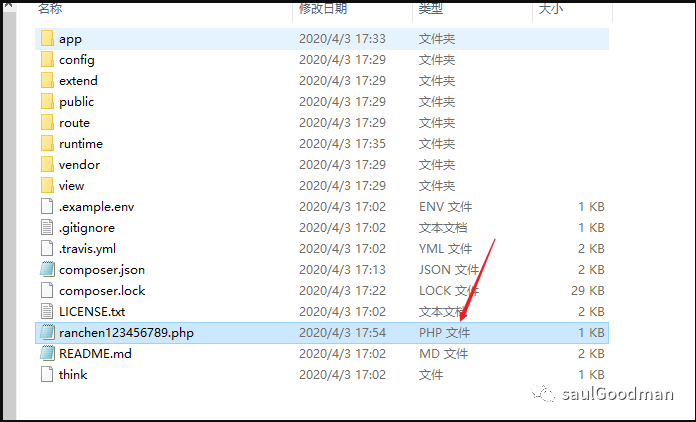 名称 修改日期 类型 大小
app 2020/4/3 17:33 文件夹
config 2020/4/3 17:29 文件夹
extend 2020/4/3 17:29 文件夹
public 2020/4/3 17:29 文件夹
route 2020/4/3 17:29 文件夹
runtime 2020/4/3 17:35 文件夹
vendor 2020/4/3 17:29 文件夹
view 2020/4/3 17:29 文件夹
.example.env 2020/4/3 17:02 ENV 文件 1 KB
.gitignore 2020/4/3 17:02 文本文档 1 KB
.travis.yml 2020/4/3 17:02 YML 文件 2 KB
composer.json 2020/4/3 17:13 JSON 文件 2 KB
composer.lock 2020/4/3 17:22 LOCK 文件 29 KB
LICENSE.txt 2020/4/3 17:02 文本文档 2 KB
ranchen123456789.php 2020/4/3 17:54 PHP 文件 1 KB
README.md 2020/4/3 17:02 MD 文件 2 KB
think 2020/4/3 17:02 文件 1 KB
saulGoodman